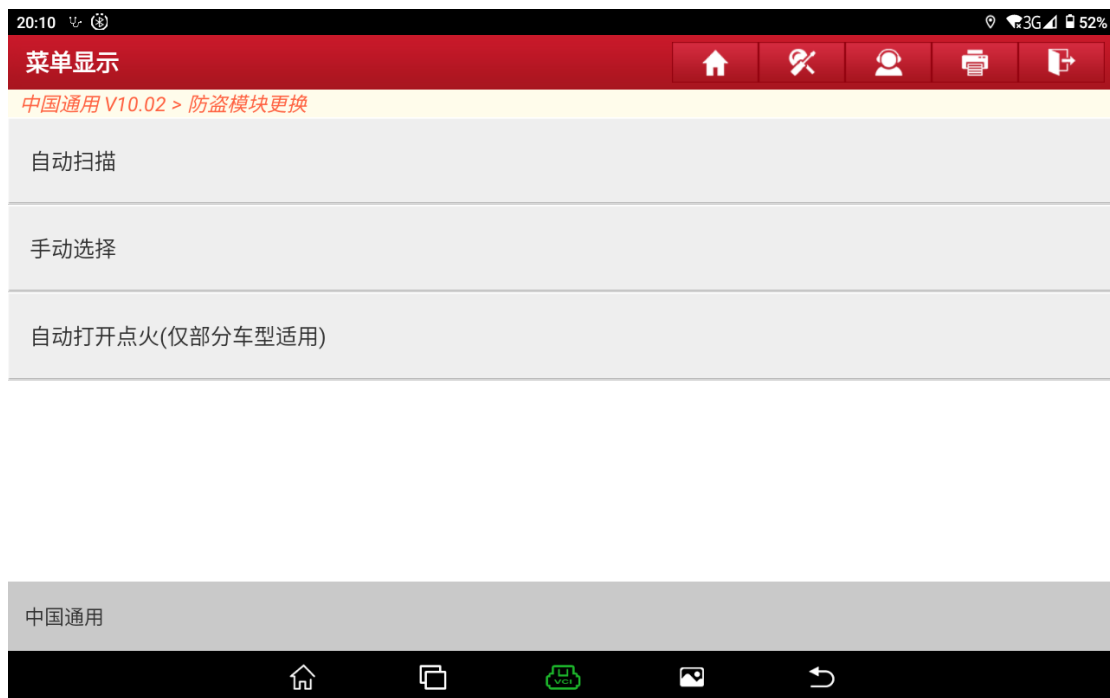 20:10 3G 52%
菜单显示
中国通用 V10.02 > 防盗模块更换
自动扫描
手动选择
自动打开点火(仅部分车型适用)
中国通用
VCI